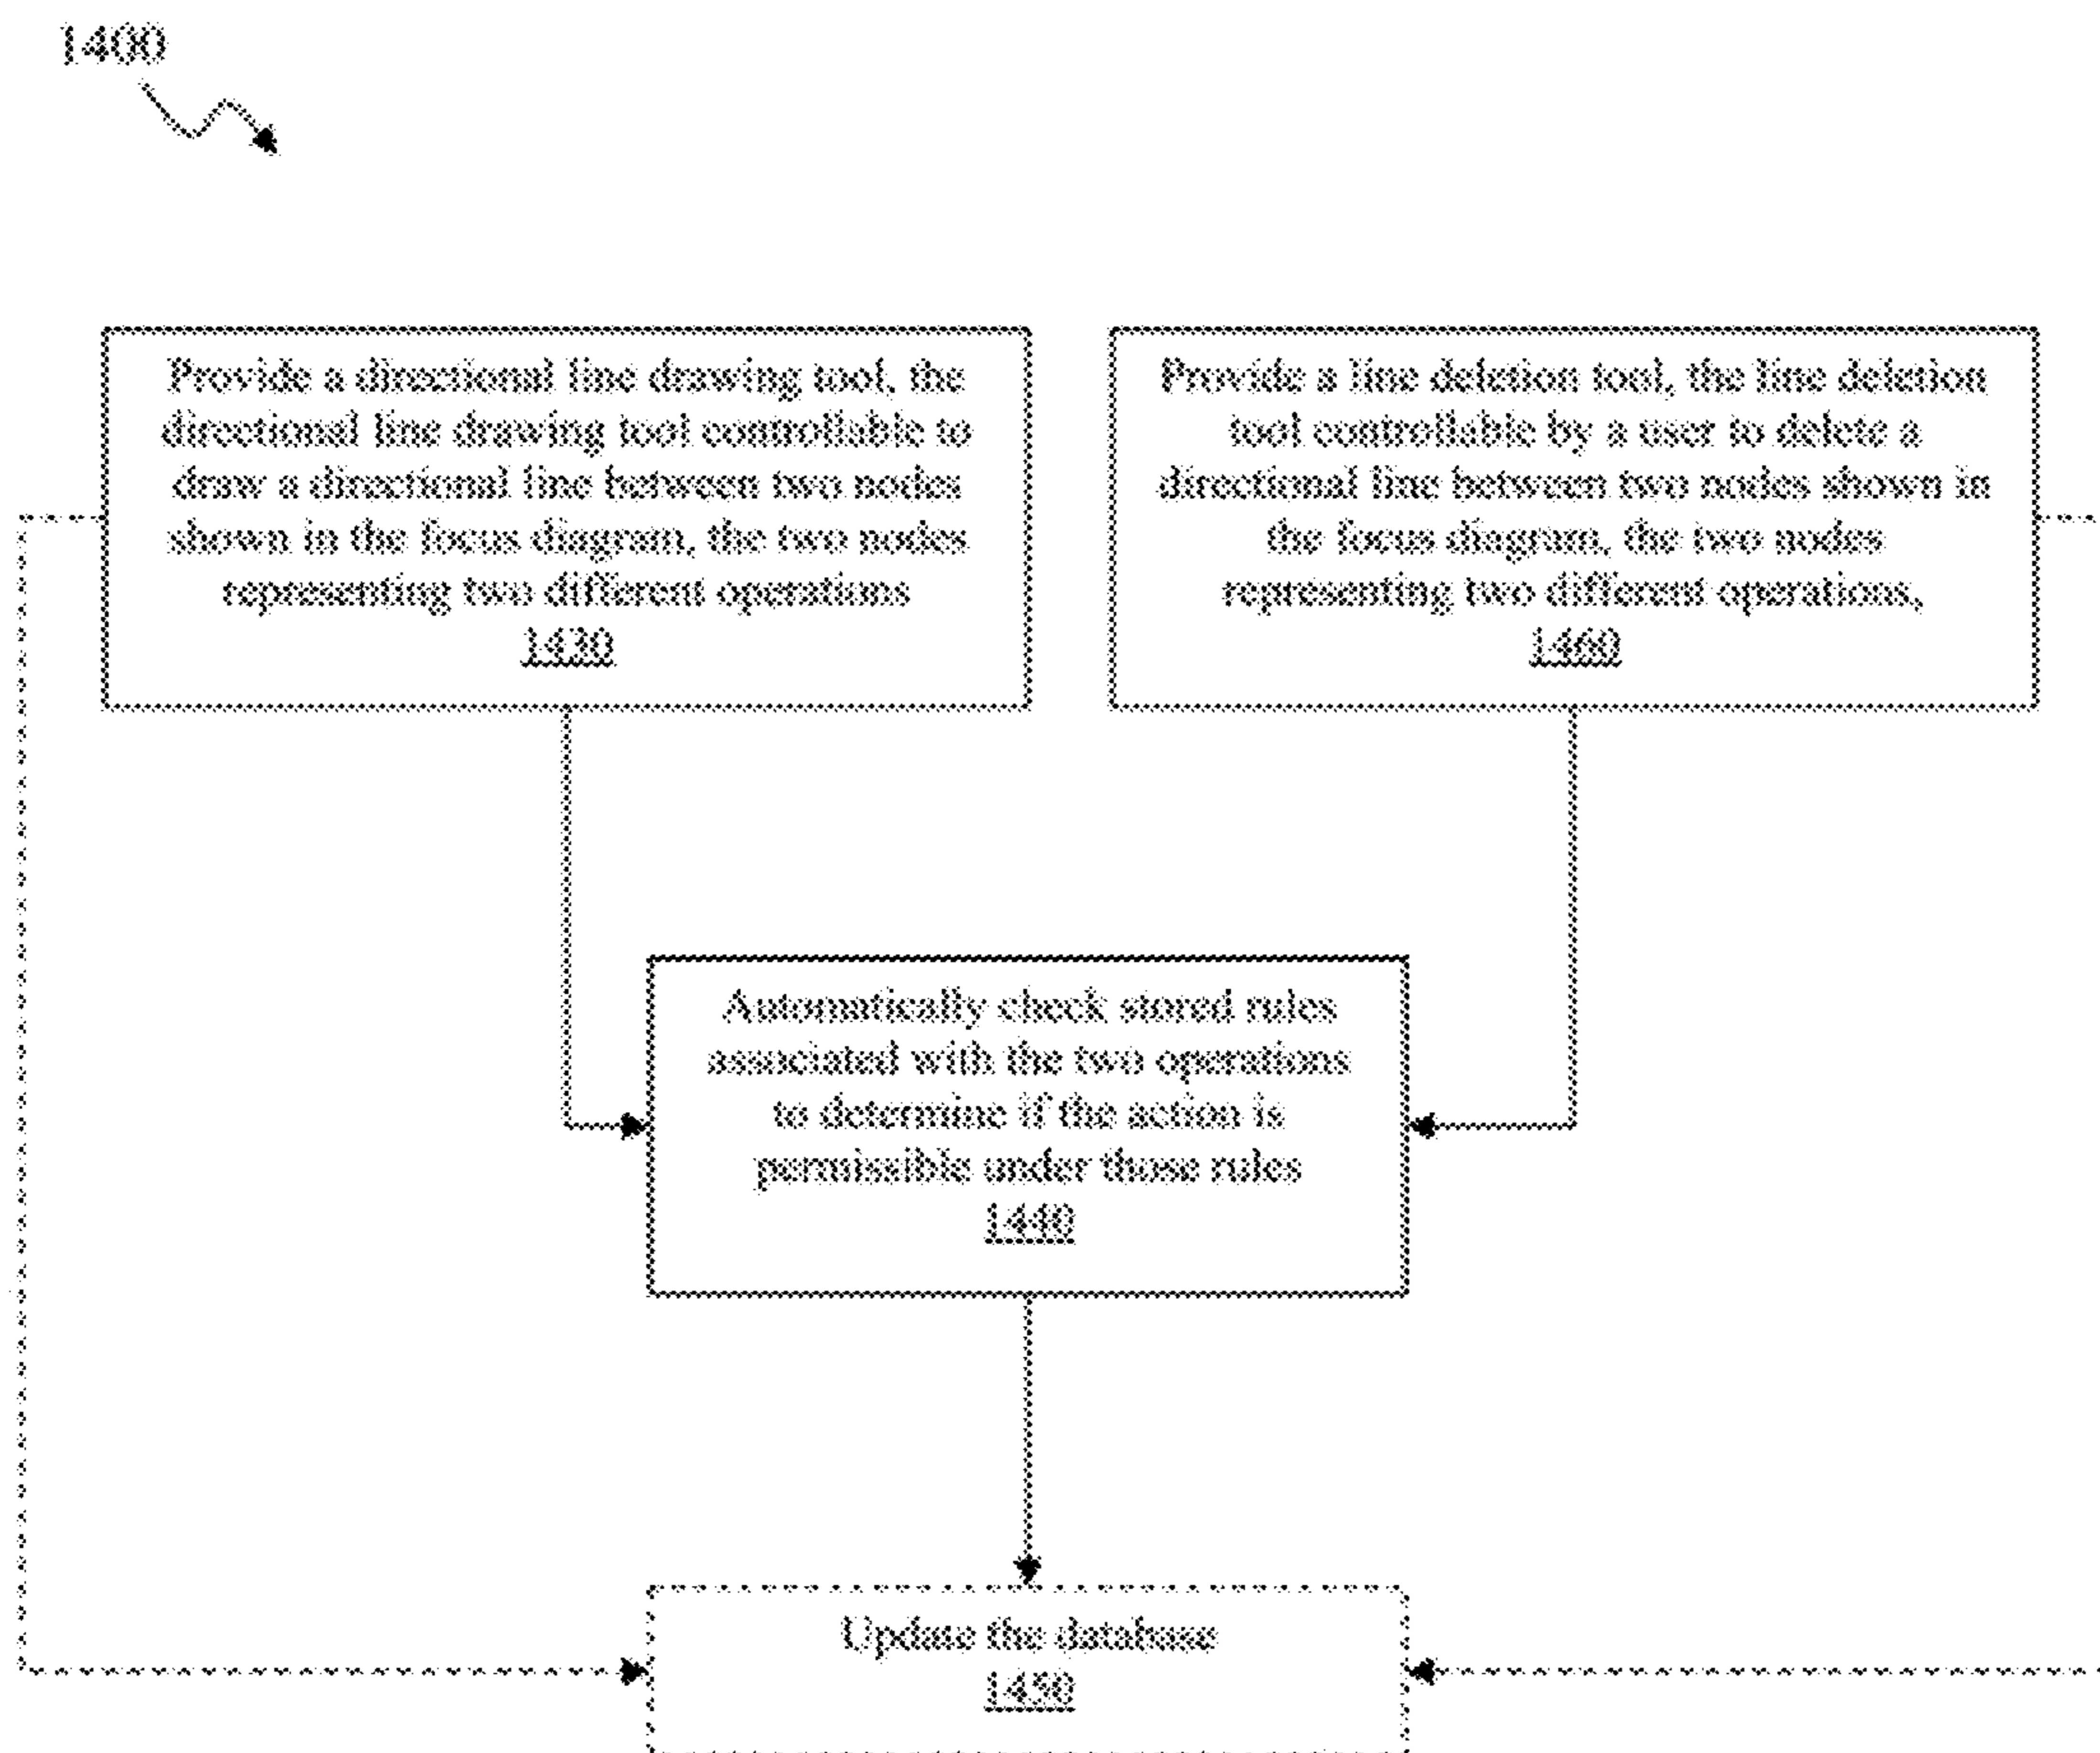 1400
Provide a directional line drawing tool, the
directional line drawing tool controllable to
draw a directional line between two nodes
shown in the focus diagram, the two nodes
representing two different operations
1430
Provide a line deletion tool, the line deletion
tool controllable by a user to delete a
directional line between two nodes shown in
the focus diagram, the two nodes
representing two different operations,
1460
Automatically check stored rules
associated with the two operations
to determine if the action is
permissible under those rules
1440
Update the database
1450